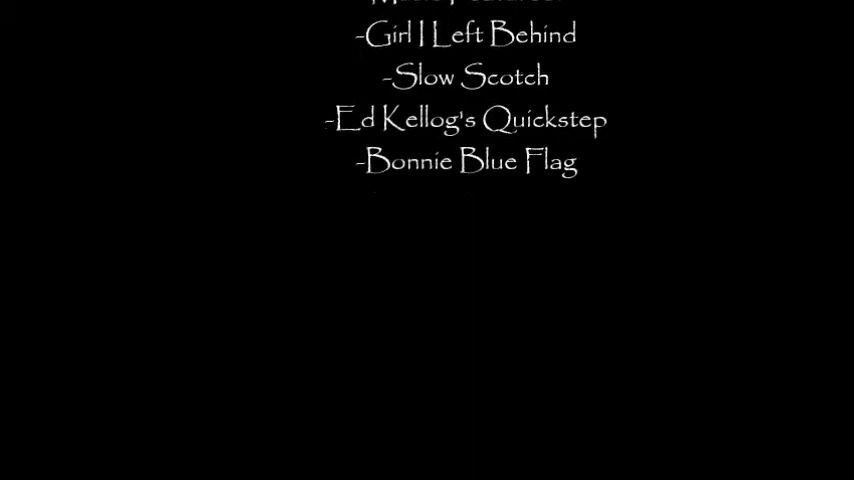 -Girl I Left Behind
-Slow Scotch
-Ed Kellog's Quickstep
-Bonnie Blue Flag